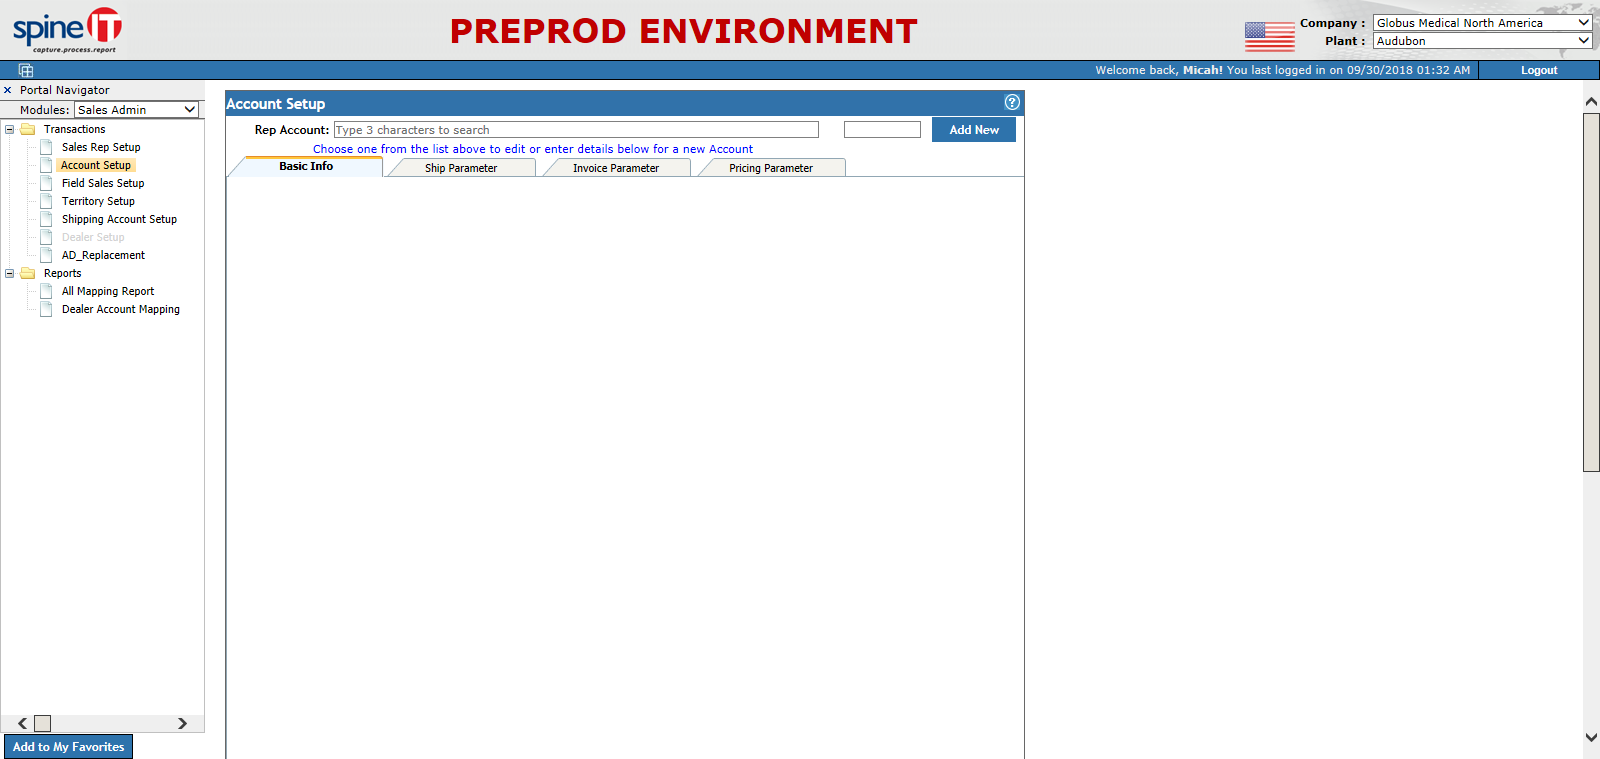 spine IT
capture.process.report
PREPROD ENVIRONMENT
Company : Globus Medical North America
Plant : Audubon
Welcome back, Micah! You last logged in on 09/30/2018 01:32 AM
Logout
Portal Navigator
Modules: Sales Admin
Transactions
Sales Rep Setup
Account Setup
Field Sales Setup
Territory Setup
Shipping Account Setup
Dealer Setup
AD_Replacement
Reports
All Mapping Report
Dealer Account Mapping
Add to My Favorites
Account Setup
Rep Account: Type 3 characters to search
Add New
Choose one from the list above to edit or enter details below for a new Account
Basic Info
Ship Parameter
Invoice Parameter
Pricing Parameter